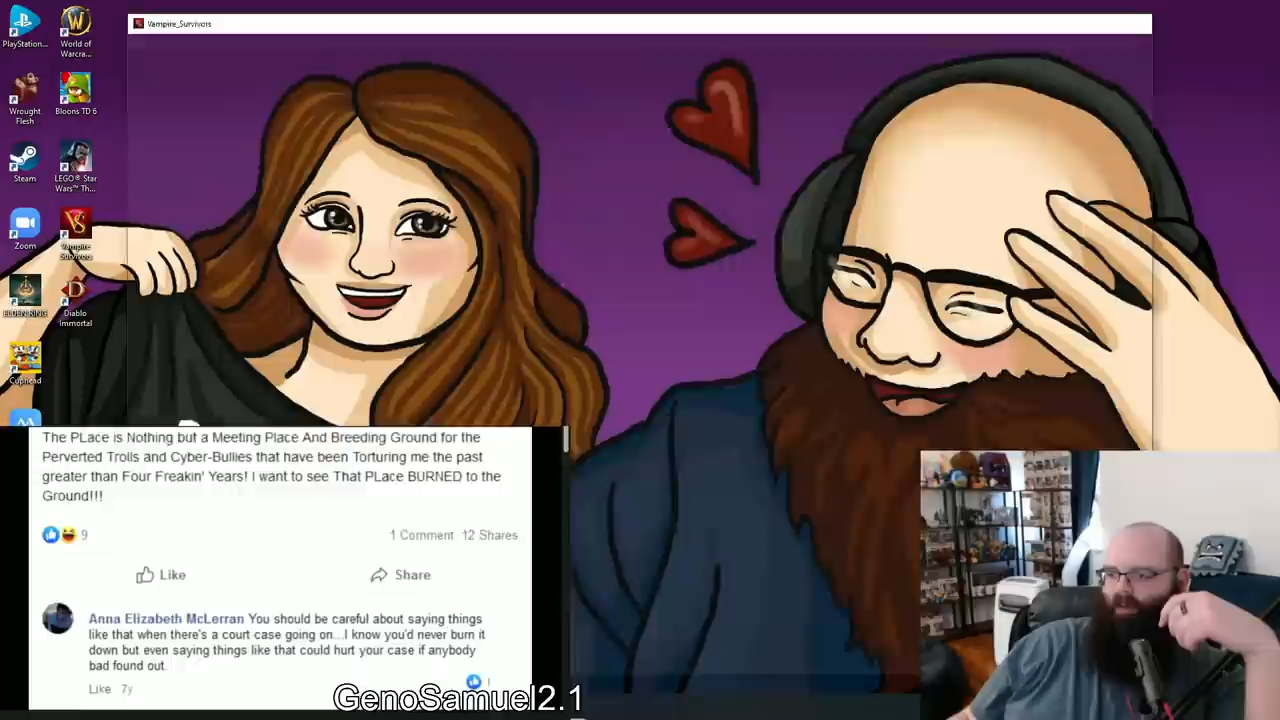 Vampire_Survivors
PlayStation...
World of
Warcra...
Wrought
Flesh
Bloons TD 6
Steam
LEGO® Star
Wars™ Th...
Zoom
Vampire
Survivors
ELDEN RING
Diablo
Immortal
Cuphead
The PLace is Nothing but a Meeting Place And Breeding Ground for the
Perverted Trolls and Cyber-Bullies that have been Torturing me the past
greater than Four Freakin' Years! I want to see That PLace BURNED to the
Ground!!!
9
1 Comment 12 Shares
Like
Share
Anna Elizabeth McLerran You should be careful about saying things
like that when there's a court case going on...I know you'd never burn it
down but even saying things like that could hurt your case if anybody
bad found out.
Like 7y
1
GenoSamuel2.1